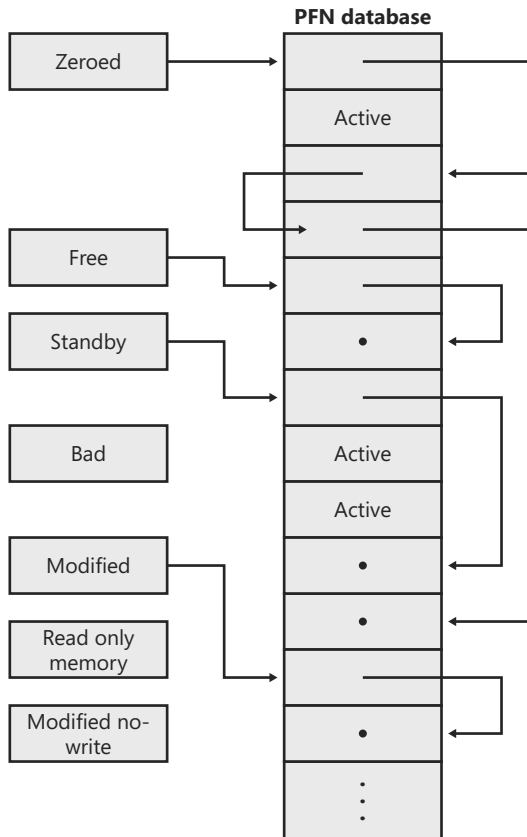 PFN database
Zeroed
Active
Free
Standby
Bad
Active
Active
Modified
Read only
memory
Modified no-
write